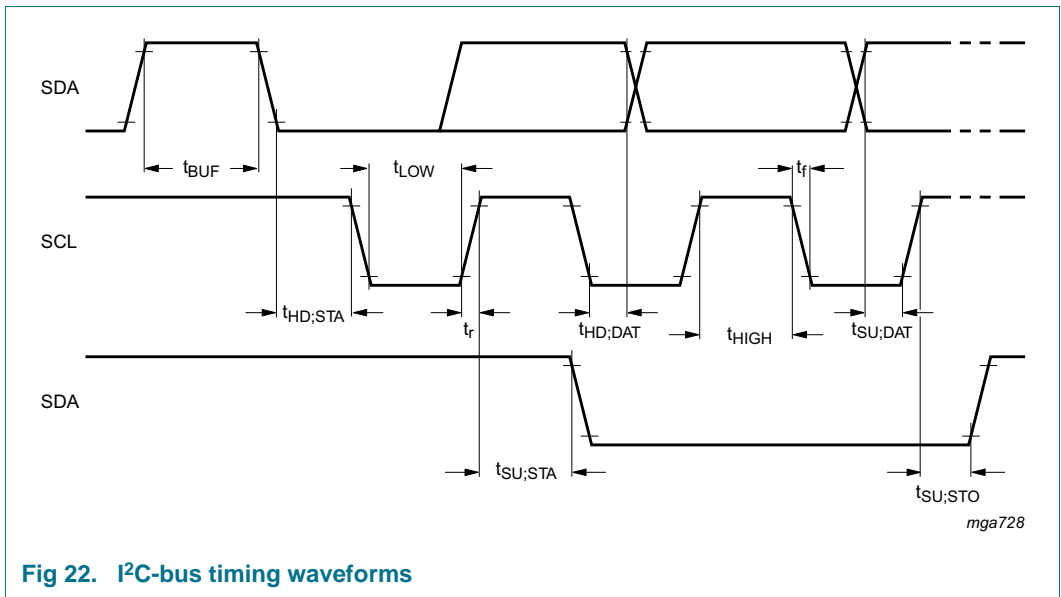 SDA
tBUF
tLOW
tf
SCL
tHD;STA
tr
tHD;DAT
tHIGH
tSU;DAT
SDA
tSU;STA
tSU;STO
mga728
Fig 22. I²C-bus timing waveforms